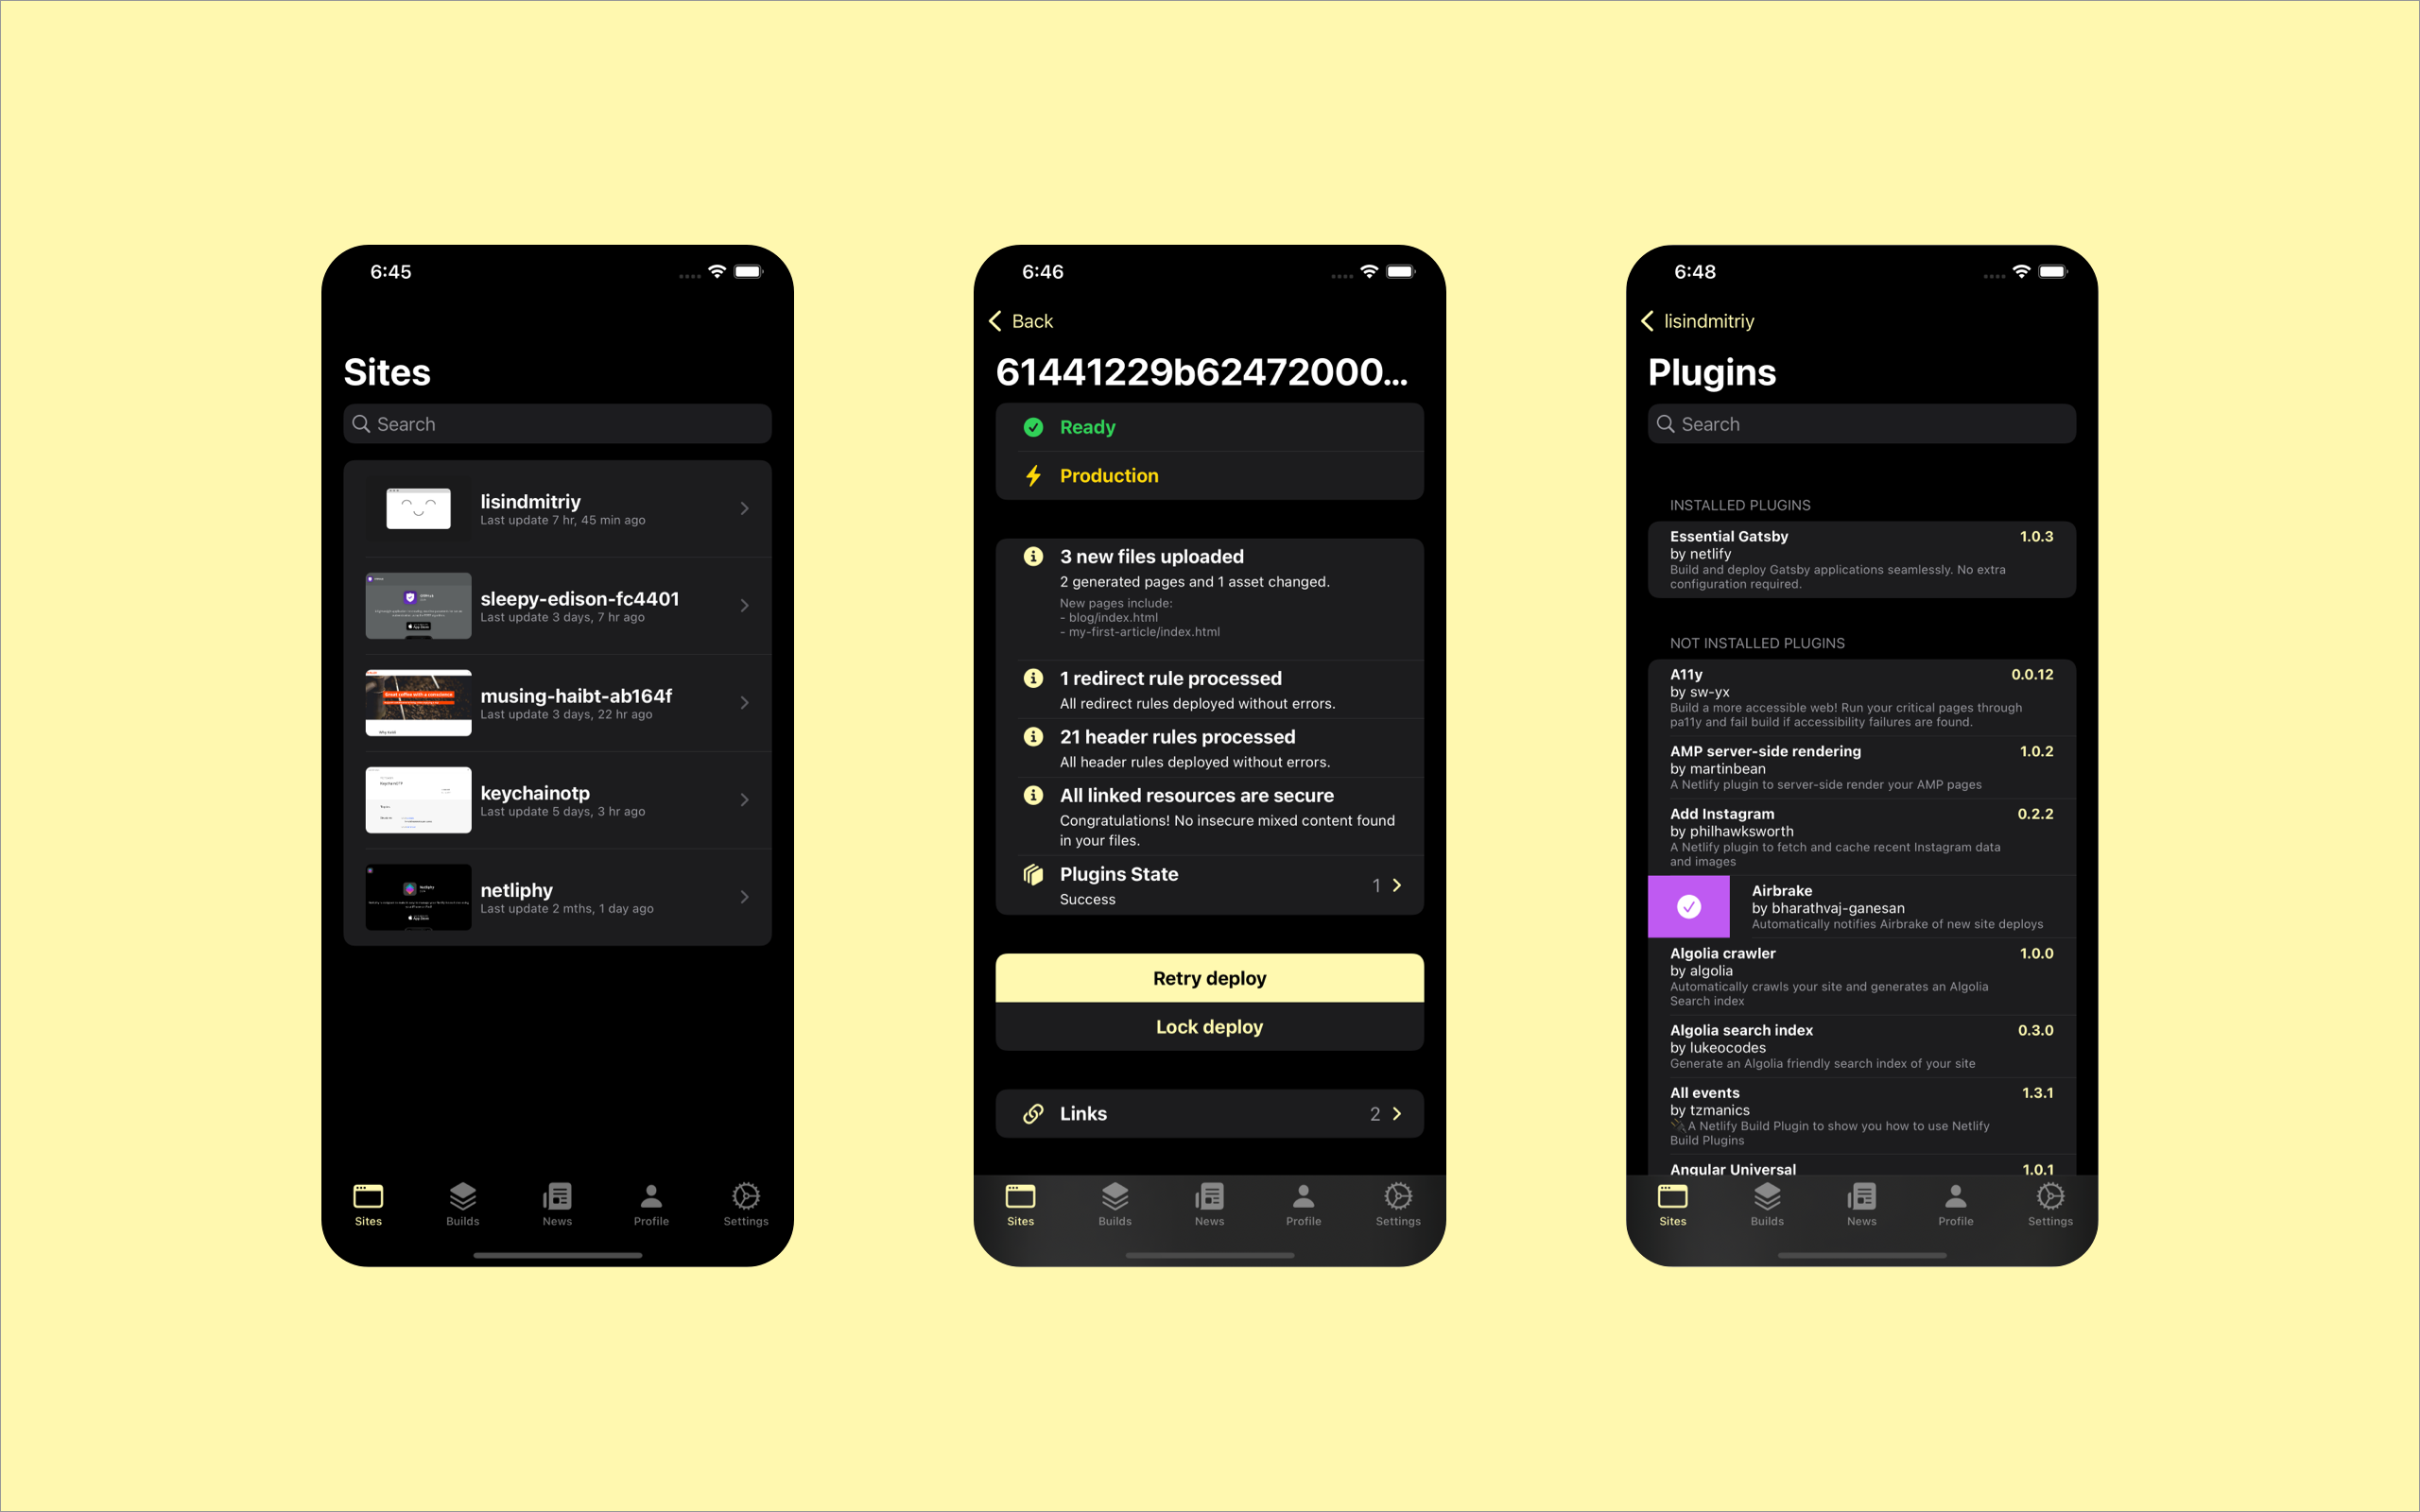 6:45
Sites
Search
lisindmitriy
Last update 7 hr, 45 min ago
sleepy-edison-fc4401
Last update 3 days, 7 hr ago
Great coffee with a conscience
musing-haibt-ab164f
Last update 3 days, 22 hr ago
keychainotp
Last update 5 days, 3 hr ago
netliphy
Last update 2 mths, 1 day ago
Sites
Builds
News
Profile
Settings
6:46
Back
61441229b62472000...
Ready
Production
3 new files uploaded
2 generated pages and 1 asset changed.
New pages include:
- blog/index.html
- my-first-article/index.html
1 redirect rule processed
All redirect rules deployed without errors.
21 header rules processed
All header rules deployed without errors.
All linked resources are secure
Congratulations! No insecure mixed content found
in your files.
Plugins State
1
Success
Retry deploy
Lock deploy
Links
2
Sites
Builds
News
Profile
Settings
6:48
lisindmitriy
Plugins
Search
INSTALLED PLUGINS
Essential Gatsby
1.0.3
by netlify
Build and deploy Gatsby applications seamlessly. No extra
configuration required.
NOT INSTALLED PLUGINS
A11y
0.0.12
by sw-yx
Build a more accessible web! Run your critical pages through
pa11y and fail build if accessibility failures are found.
AMP server-side rendering
1.0.2
by martinbean
A Netlify plugin to server-side render your AMP pages
Add Instagram
0.2.2
by philhawksworth
A Netlify plugin to fetch and cache recent Instagram data
and images
Airbrake
by bharathvaj-ganesan
Automatically notifies Airbrake of new site deploys
Algolia crawler
1.0.0
by algolia
Automatically crawls your site and generates an Algolia
Search index
Algolia search index
0.3.0
by lukeocodes
Generate an Algolia friendly search index of your site
All events
1.3.1
by tzmanics
A Netlify Build Plugin to show you how to use Netlify
Build Plugins
Angular Universal
1.0.1
Sites
Builds
News
Profile
Settings